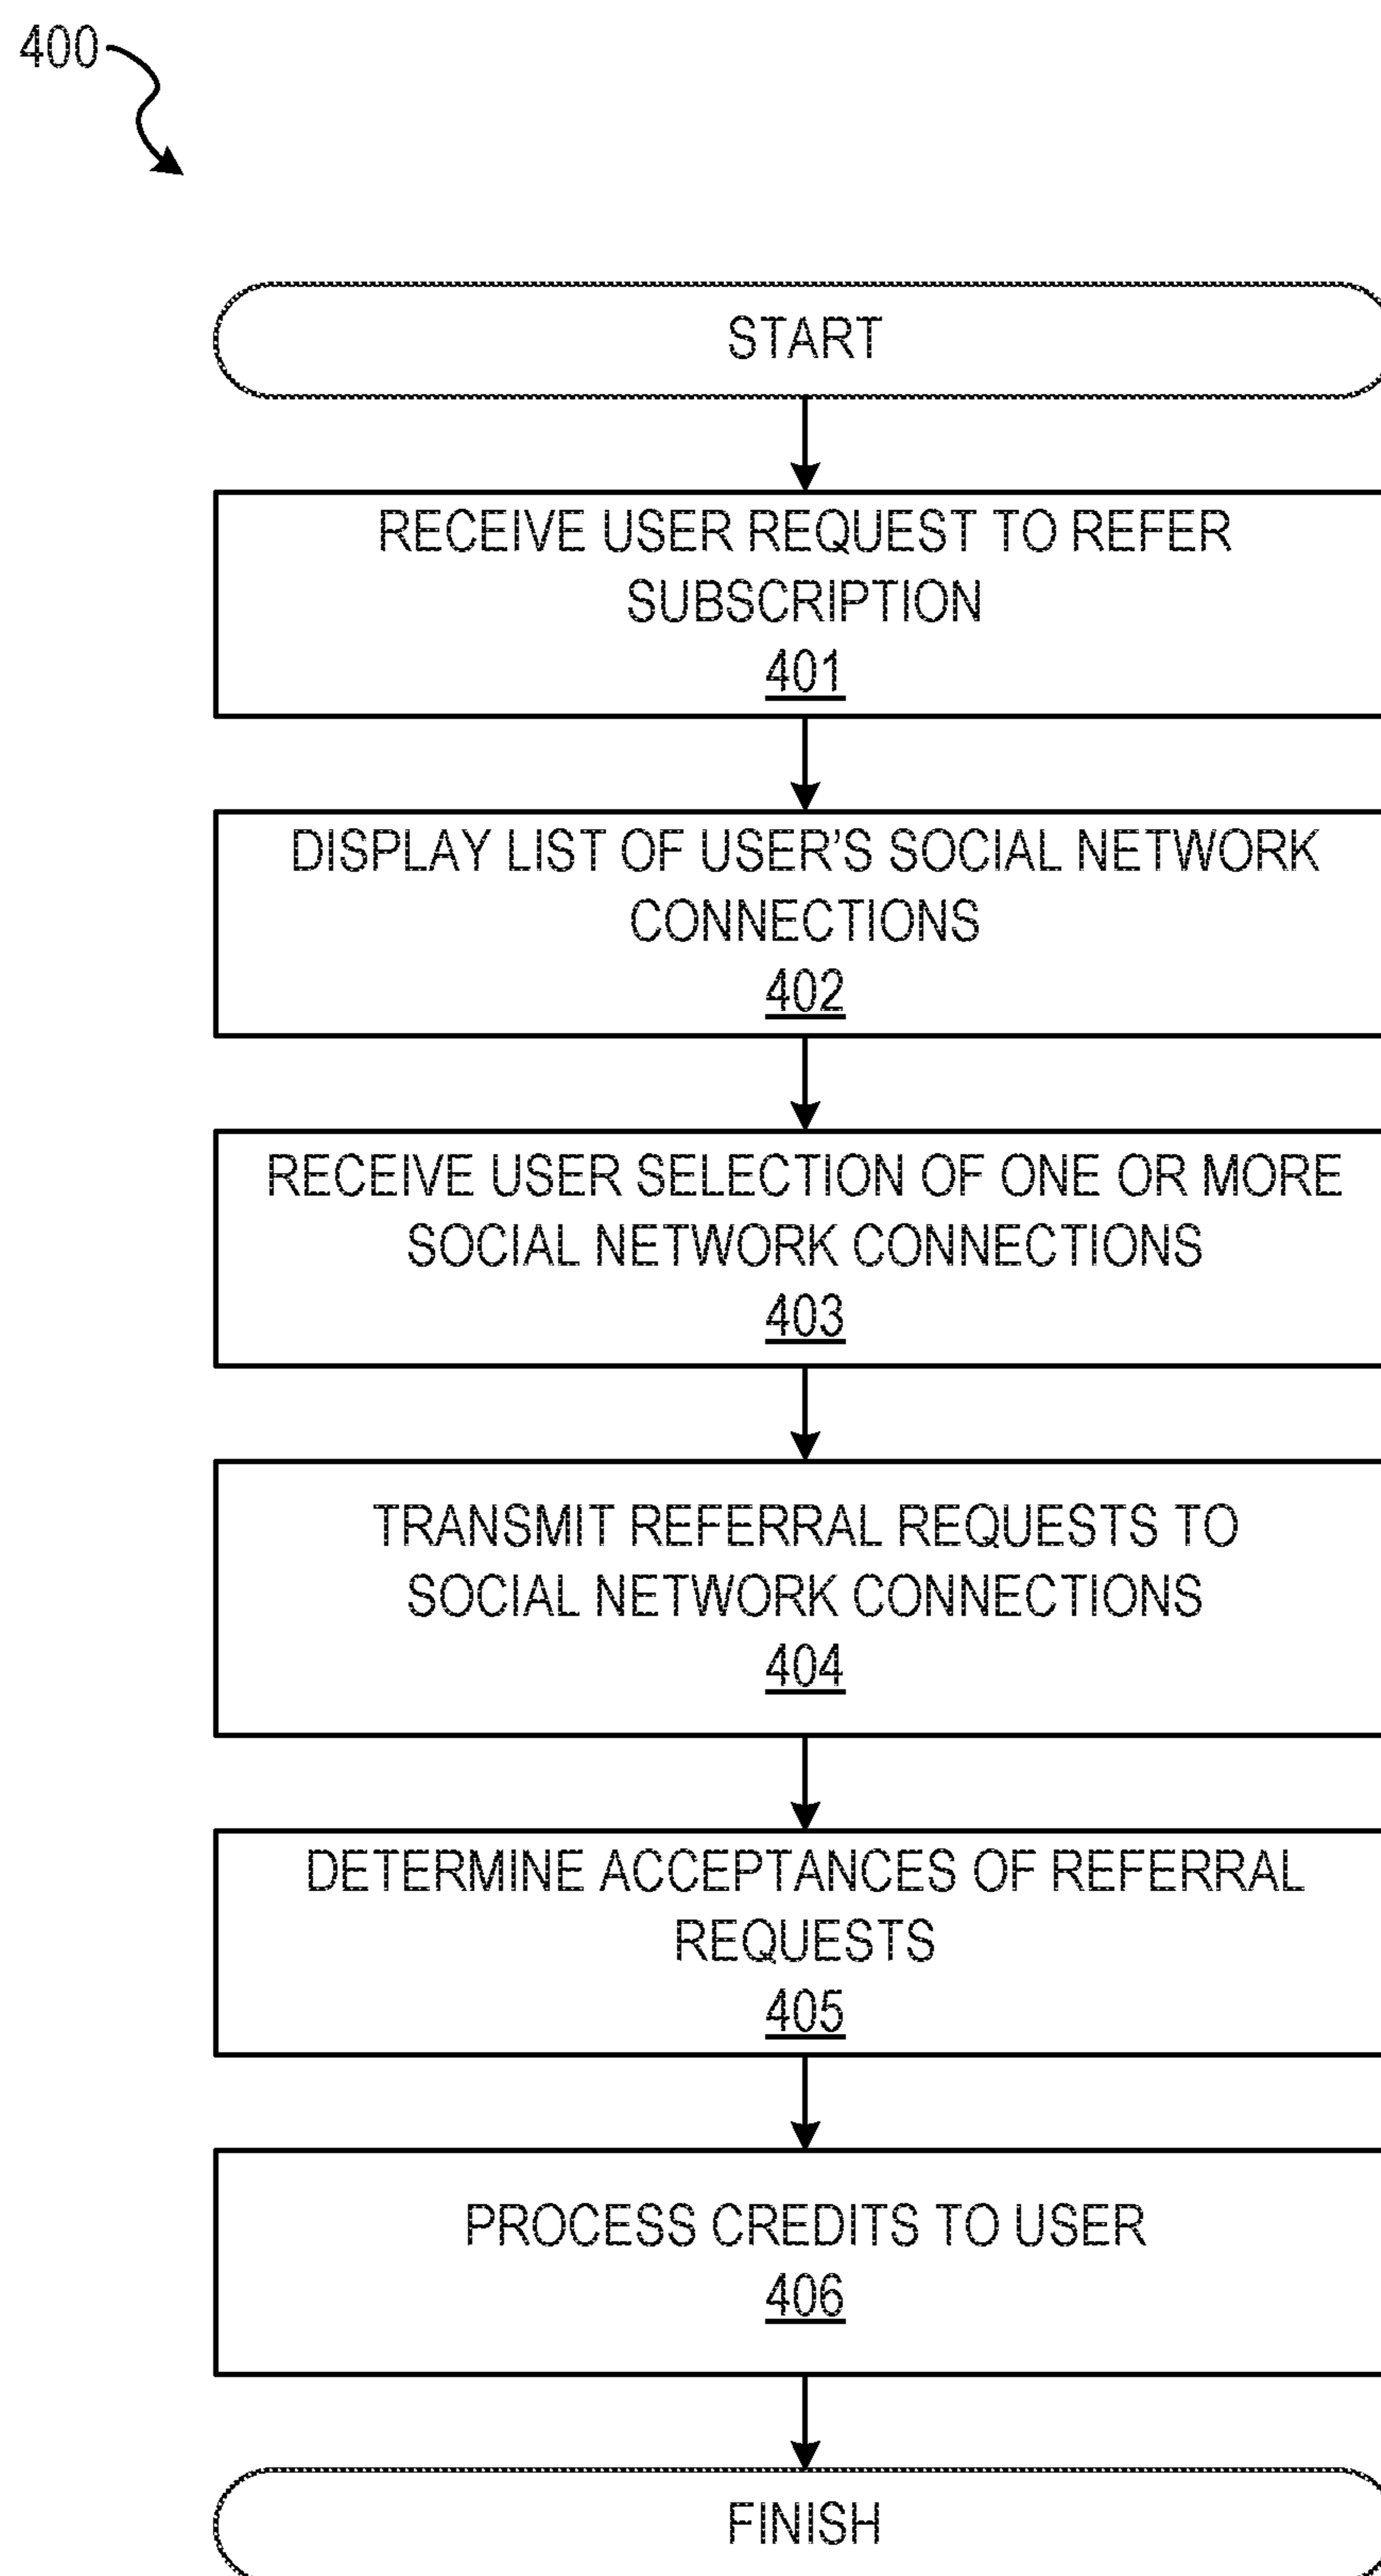 400
START
RECEIVE USER REQUEST TO REFER
SUBSCRIPTION
401
DISPLAY LIST OF USER’S SOCIAL NETWORK
CONNECTIONS
402
RECEIVE USER SELECTION OF ONE OR MORE
SOCIAL NETWORK CONNECTIONS
403
TRANSMIT REFERRAL REQUESTS TO
SOCIAL NETWORK CONNECTIONS
404
DETERMINE ACCEPTANCES OF REFERRAL
REQUESTS
405
PROCESS CREDITS TO USER
406
FINISH